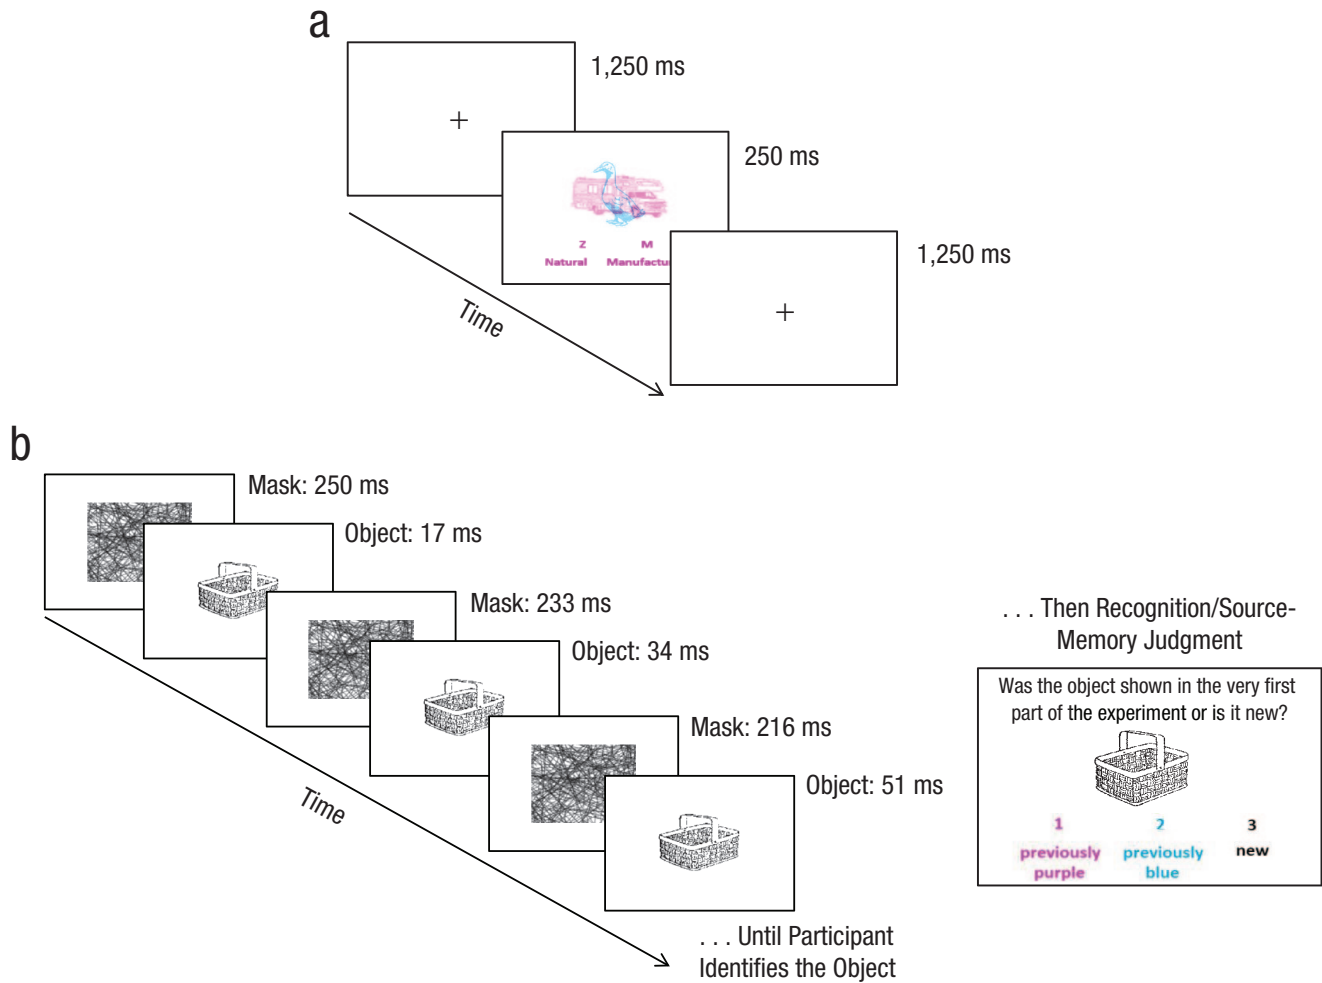 a
1,250 ms
250 ms
Z M
Natural Manufactu
1,250 ms
Time
b
Mask: 250 ms
Object: 17 ms
Mask: 233 ms
Object: 34 ms
Mask: 216 ms
Object: 51 ms
Time
. . . Until Participant
Identifies the Object
. . . Then Recognition/Source-
Memory Judgment
Was the object shown in the very first
part of the experiment or is it new?
1 2 3
previously previously new
purple blue